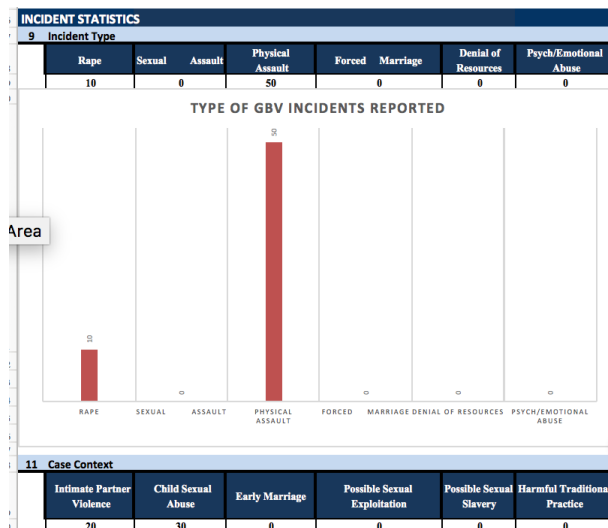 INCIDENT STATISTICS
9 Incident Type
Rape Sexual Assault Physical Assault Forced Marriage Denial of Resources Psych/Emotional Abuse
10 0 50 0 0 0
TYPE OF GBV INCIDENTS REPORTED
50
10
0 0 0 0
Area
RAPE SEXUAL ASSAULT PHYSICAL ASSAULT FORCED MARRIAGE DENIAL OF RESOURCES PSYCH/EMOTIONAL ABUSE
11 Case Context
Intimate Partner Violence Child Sexual Abuse Early Marriage Possible Sexual Exploitation Possible Sexual Slavery Harmful Traditional Practice
20 30 0 0 0 0